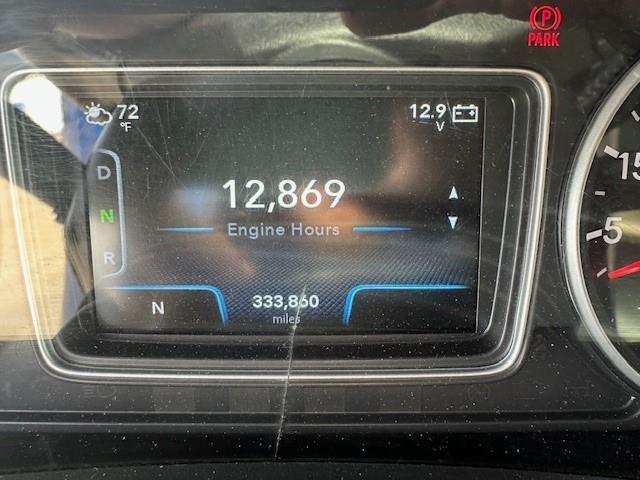 PARK
72 °F
12.9 V
D
N
R
12,869
Engine Hours
N
333,860
miles
15
5